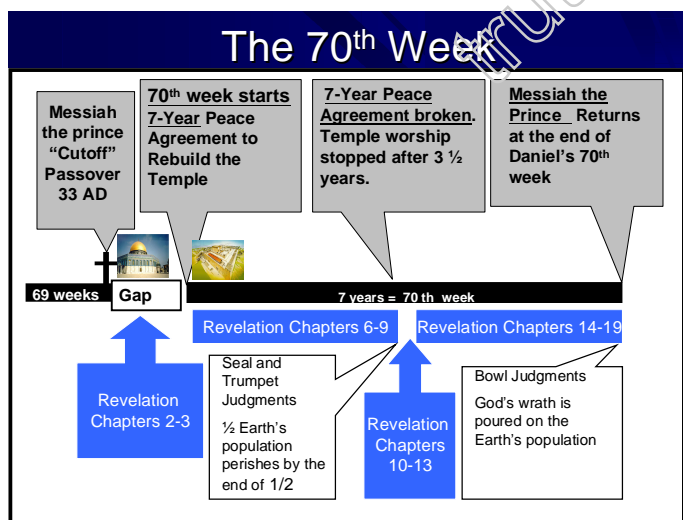 The 70th Week
tru
Messiah
the prince
“Cutoff”
Passover
33 AD
70th week starts
7-Year Peace
Agreement to
Rebuild the
Temple
7-Year Peace
Agreement broken.
Temple worship
stopped after 3 ½
years.
Messiah the
Prince Returns
at the end of
Daniel’s 70th
week
69 weeks
Gap
7 years = 70 th week
Revelation Chapters 6-9
Revelation Chapters 14-19
Revelation
Chapters 2-3
Seal and
Trumpet
Judgments
½ Earth’s
population
perishes by the
end of 1/2
Revelation
Chapters
10-13
Bowl Judgments
God’s wrath is
poured on the
Earth’s population